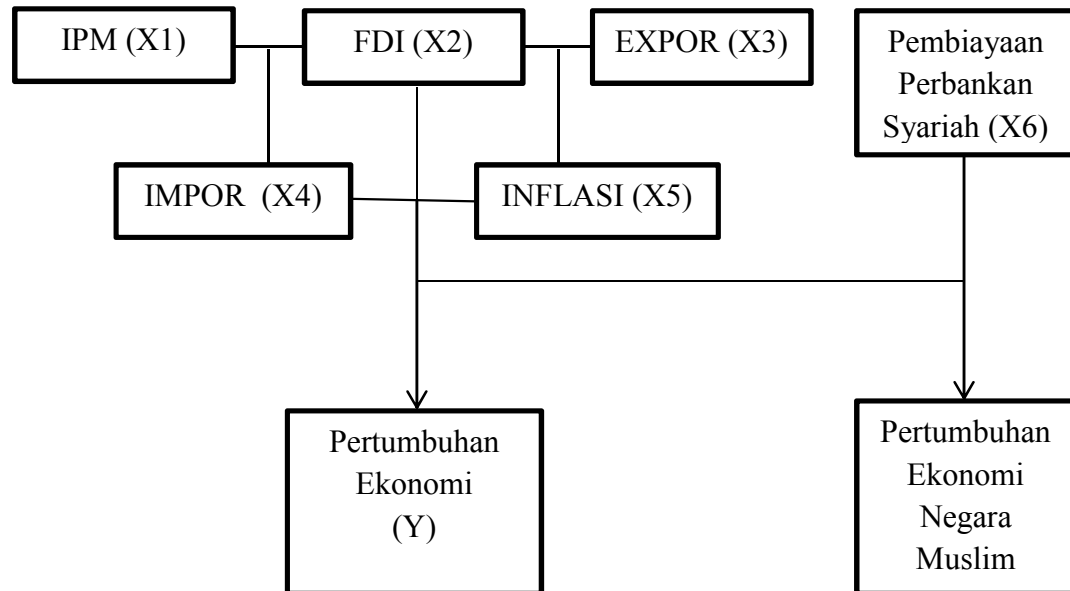 IPM (X1)
FDI (X2)
EXPOR (X3)
Pembiayaan
Perbankan
Syariah (X6)
IMPOR (X4)
INFLASI (X5)
Pertumbuhan
Ekonomi
(Y)
Pertumbuhan
Ekonomi
Negara
Muslim